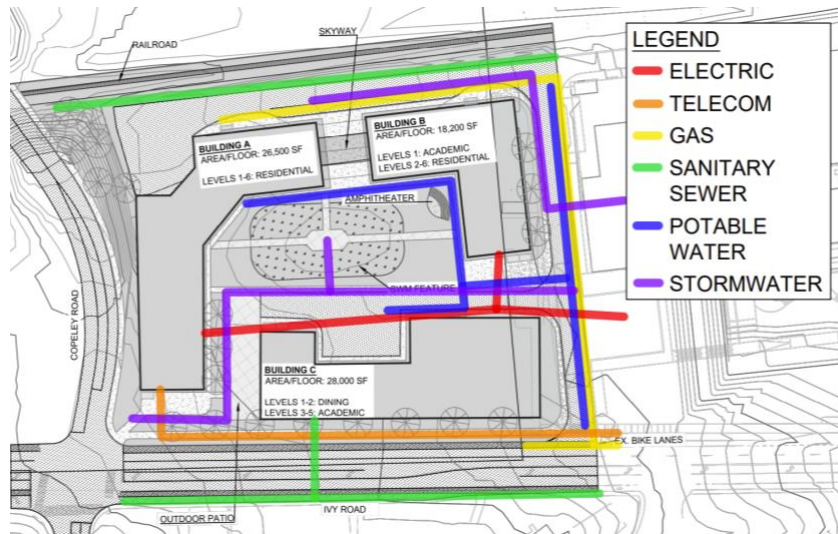 RAILROAD
SKYWAY
BUILDING A
AREA/FLOOR: 26,500 SF
LEVELS 1-6: RESIDENTIAL
BUILDING B
AREA/FLOOR: 18,200 SF
LEVELS 1: ACADEMIC
LEVELS 2-6: RESIDENTIAL
AMPHITHEATER
SWM FEATURE
COPELEY ROAD
BUILDING C
AREA/FLOOR: 28,000 SF
LEVELS 1-2: DINING
LEVELS 3-5: ACADEMIC
EX. BIKE LANES
OUTDOOR PATIO
IVY ROAD
LEGEND
ELECTRIC
TELECOM
GAS
SANITARY
SEWER
POTABLE
WATER
STORMWATER